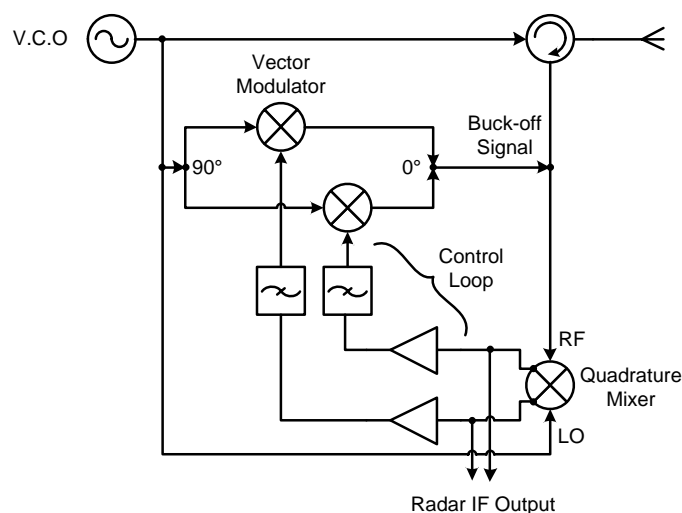 V.C.O
Vector
Modulator
Buck-off
Signal
90°
0°
Control
Loop
RF
Quadrature
Mixer
LO
Radar IF Output